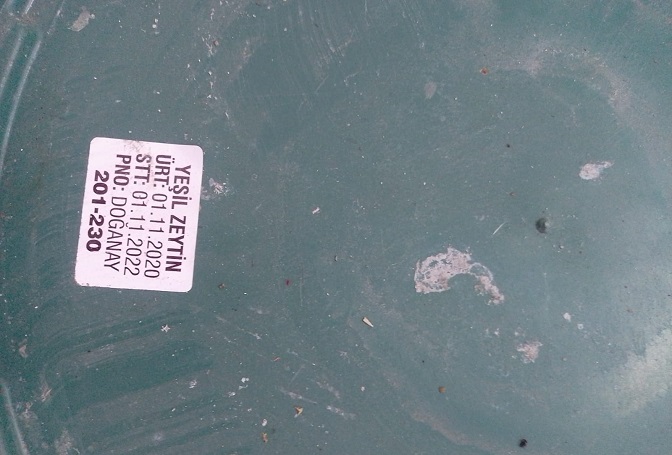 YEŞİL ZEYTİN
ÜRT: 01.11.2020
STT: 01.11.2022
PNO: DOĞANAY
201-230